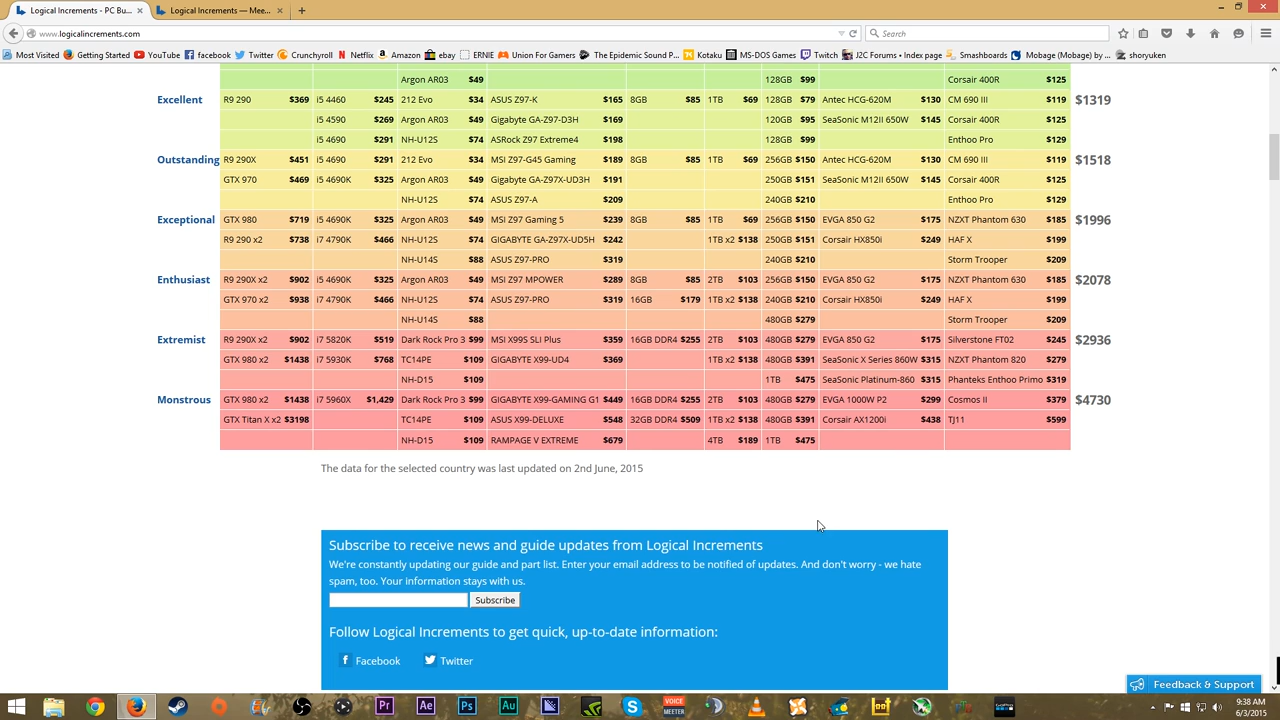 Logical Increments - PC Bu... ×
Logical Increments — Mee... ×
www.logicalincrements.com
Search
Most Visited Getting Started YouTube facebook Twitter Crunchyroll Netflix Amazon ebay ERNIE Union For Gamers The Epidemic Sound P... Kotaku MS-DOS Games Twitch J2C Forums • Index page Smashboards Mobage (Mobage) by ... shoryuken
Argon AR03 $49 128GB $99 Corsair 400R $125
Excellent R9 290 $369 i5 4460 $245 212 Evo $34 ASUS Z97-K $165 8GB $85 1TB $69 128GB $79 Antec HCG-620M $130 CM 690 III $119 $1319
i5 4590 $269 Argon AR03 $49 Gigabyte GA-Z97-D3H $169 120GB $95 SeaSonic M12II 650W $145 Corsair 400R $125
i5 4690 $291 NH-U12S $74 ASRock Z97 Extreme4 $198 128GB $99 Enthoo Pro $129
Outstanding R9 290X $451 i5 4690 $291 212 Evo $34 MSI Z97-G45 Gaming $189 8GB $85 1TB $69 256GB $150 Antec HCG-620M $130 CM 690 III $119 $1518
GTX 970 $469 i5 4690K $325 Argon AR03 $49 Gigabyte GA-Z97X-UD3H $191 250GB $151 SeaSonic M12II 650W $145 Corsair 400R $125
NH-U12S $74 ASUS Z97-A $209 240GB $210 Enthoo Pro $129
Exceptional GTX 980 $719 i5 4690K $325 Argon AR03 $49 MSI Z97 Gaming 5 $239 8GB $85 1TB $69 256GB $150 EVGA 850 G2 $175 NZXT Phantom 630 $185 $1996
R9 290 x2 $738 i7 4790K $466 NH-U12S $74 GIGABYTE GA-Z97X-UD5H $242 1TB x2 $138 250GB $151 Corsair HX850i $249 HAF X $199
NH-U14S $88 ASUS Z97-PRO $319 240GB $210 Storm Trooper $209
Enthusiast R9 290X x2 $902 i5 4690K $325 Argon AR03 $49 MSI Z97 MPOWER $289 8GB $85 2TB $103 256GB $150 EVGA 850 G2 $175 NZXT Phantom 630 $185 $2078
GTX 970 x2 $938 i7 4790K $466 NH-U12S $74 ASUS Z97-PRO $319 16GB $179 1TB x2 $138 240GB $210 Corsair HX850i $249 HAF X $199
NH-U14S $88 480GB $279 Storm Trooper $209
Extremist R9 290X x2 $902 i7 5820K $519 Dark Rock Pro 3 $99 MSI X99S SLI Plus $359 16GB DDR4 $255 2TB $103 480GB $279 EVGA 850 G2 $175 Silverstone FT02 $245 $2936
GTX 980 x2 $1438 i7 5930K $768 TC14PE $109 GIGABYTE X99-UD4 $369 1TB x2 $138 480GB $391 SeaSonic X Series 860W $315 NZXT Phantom 820 $279
NH-D15 $109 1TB $475 SeaSonic Platinum-860 $315 Phanteks Enthoo Primo $319
Monstrous GTX 980 x2 $1438 i7 5960X $1,429 Dark Rock Pro 3 $99 GIGABYTE X99-GAMING G1 $449 16GB DDR4 $255 2TB $103 480GB $279 EVGA 1000W P2 $299 Cosmos II $379 $4730
GTX Titan X x2 $3198 TC14PE $109 ASUS X99-DELUXE $548 32GB DDR4 $509 1TB x2 $138 480GB $391 Corsair AX1200i $438 TJ11 $599
NH-D15 $109 RAMPAGE V EXTREME $679 4TB $189 1TB $475
The data for the selected country was last updated on 2nd June, 2015
Subscribe to receive news and guide updates from Logical Increments
We're constantly updating our guide and part list. Enter your email address to be notified of updates. And don't worry - we hate
spam, too. Your information stays with us.
Subscribe
Follow Logical Increments to get quick, up-to-date information:
Facebook Twitter
Feedback & Support
Pr Ae Ps Au VOICE MEETER
9:38 AM
6/3/2015